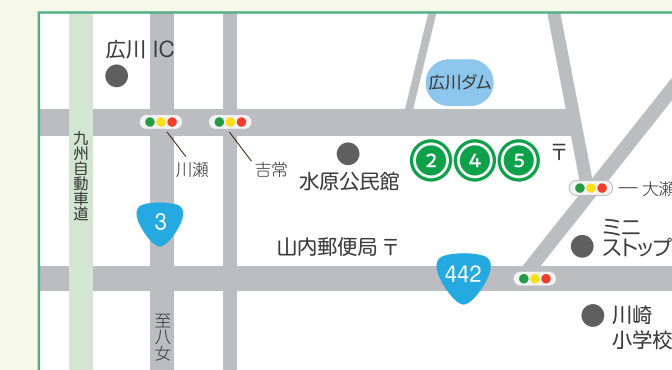 広川 IC
広川ダム
九州自動車道
川瀬
吉常
水原公民館
2
4
5
〒
大瀬
3
山内郵便局 〒
442
ミニ
ストップ
川崎
小学校
至八女